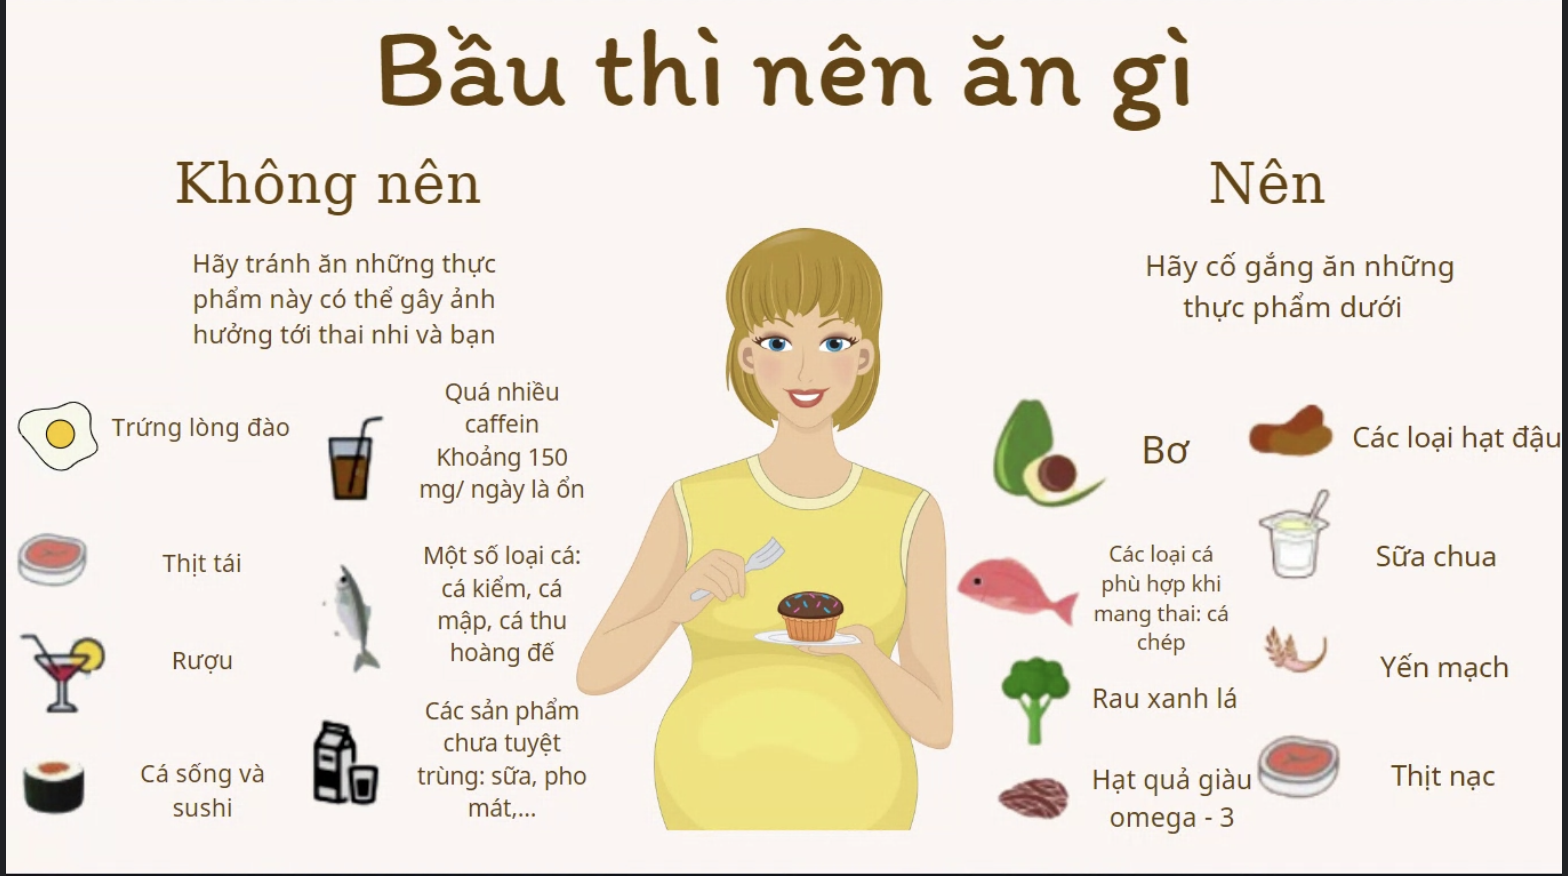 Bầu thì nên ăn gì
Không nên
Hãy tránh ăn những thực
phẩm này có thể gây ảnh
hưởng tới thai nhi và bạn
Trứng lòng đào
Thịt tái
Rượu
Cá sống và
sushi
Quá nhiều
caffein
Khoảng 150
mg/ ngày là ổn
Một số loại cá:
cá kiểm, cá
mập, cá thu
hoàng đế
Các sản phẩm
chưa tuyệt
trùng: sữa, pho
mát,...
Nên
Hãy cố gắng ăn những
thực phẩm dưới
Bơ
Các loại cá
phù hợp khi
mang thai: cá
chép
Rau xanh lá
Hạt quả giàu
omega - 3
Các loại hạt đậu
Sữa chua
Yến mạch
Thịt nạc